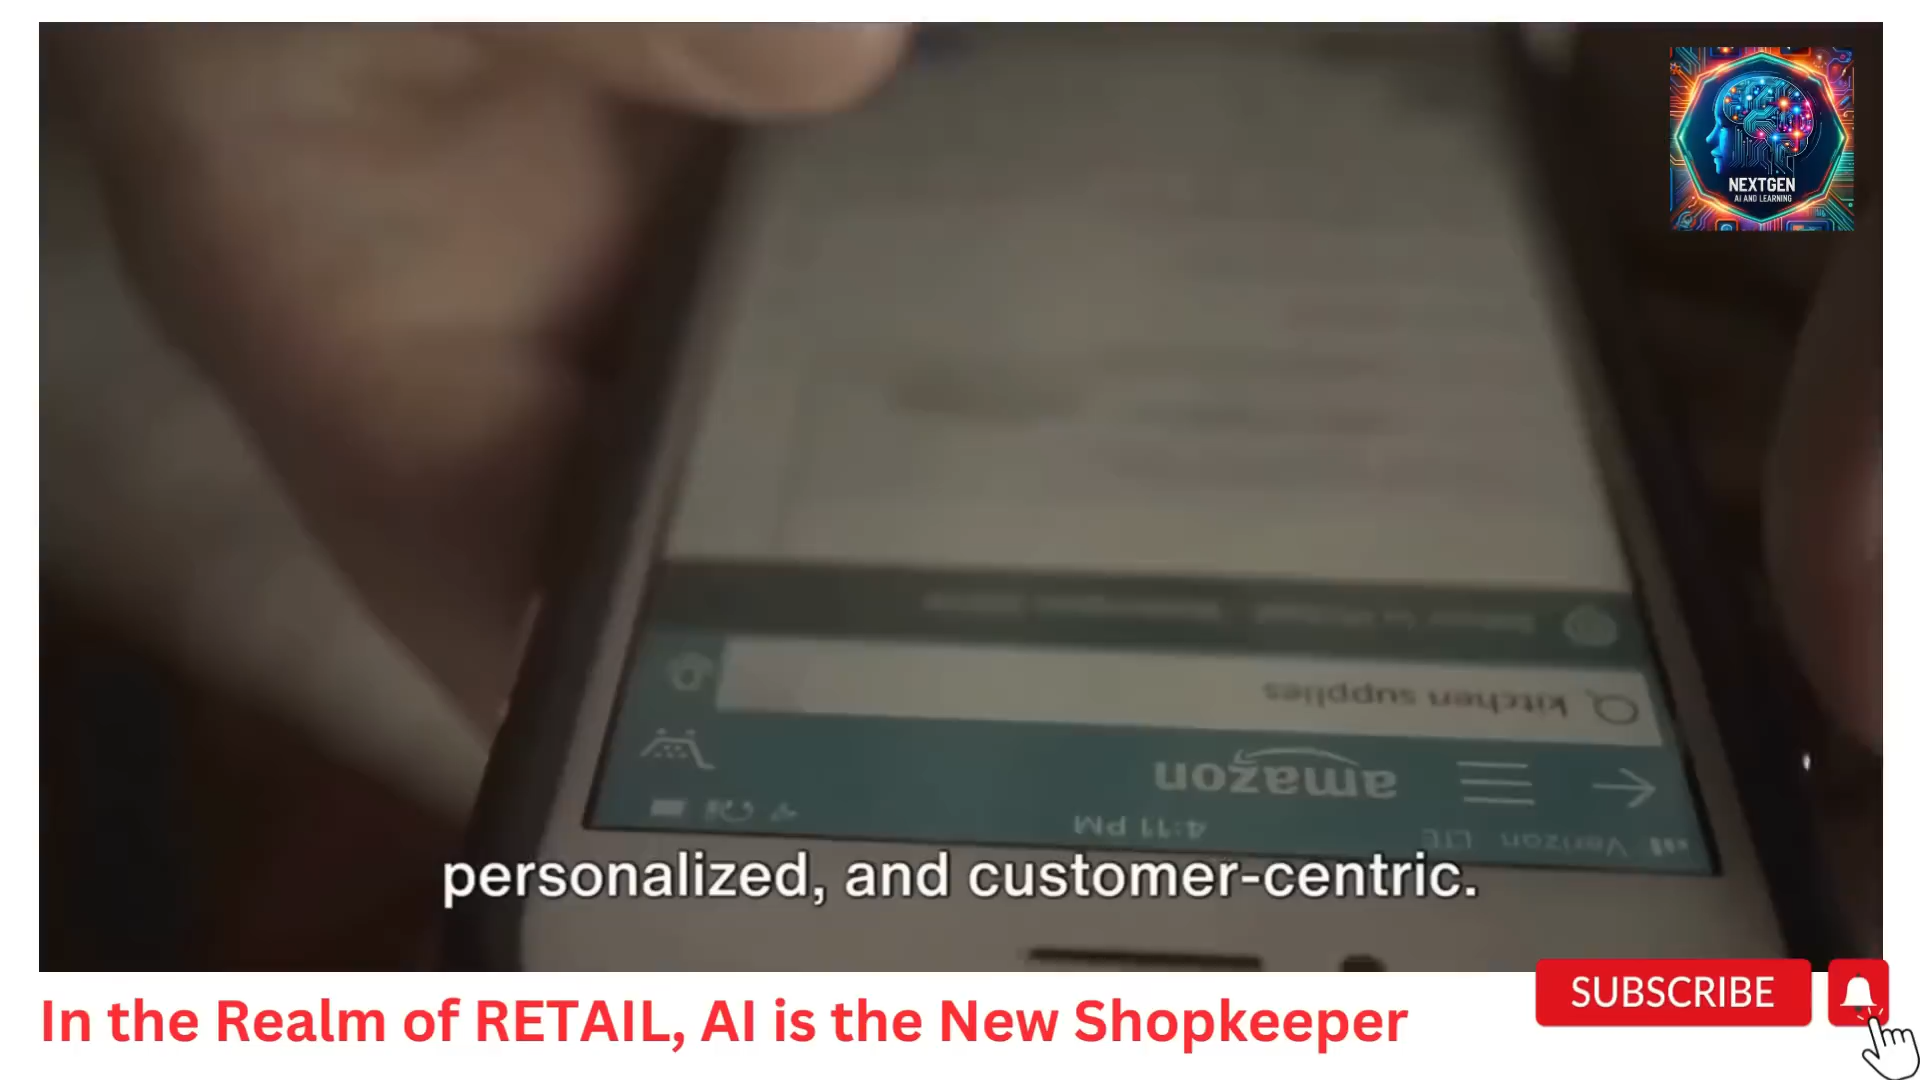 NEXTGEN
AI AND LEARNING
kitchen supplies
amazon
4:11 PM
Verizon LTE
personalized, and customer-centric.
SUBSCRIBE
In the Realm of RETAIL, AI is the New Shopkeeper